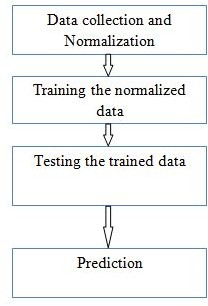 Data collection and
Normalization
Training the normalized
data
Testing the trained data
Prediction